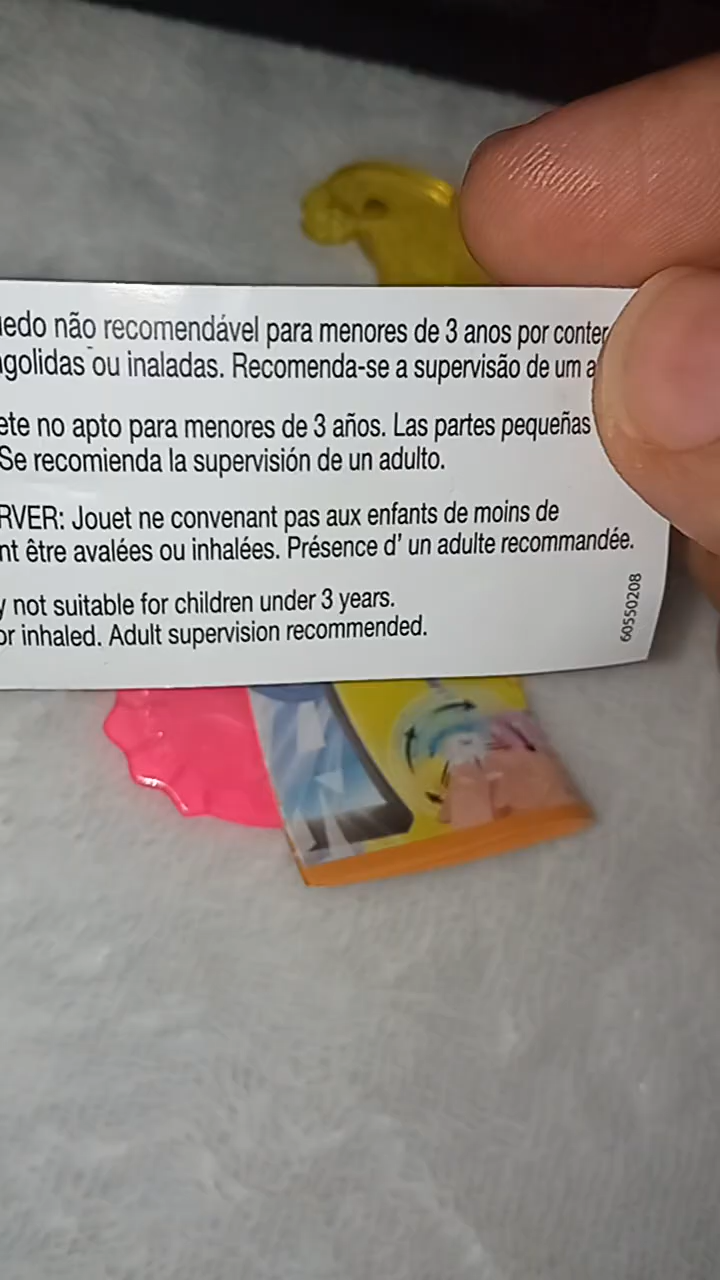 edo não recomendável para menores de 3 anos por conter
golidas ou inaladas. Recomenda-se a supervisão de um a
ete no apto para menores de 3 años. Las partes pequeñas
Se recomienda la supervisión de un adulto.
RVER: Jouet ne convenant pas aux enfants de moins de
nt être avalées ou inhalées. Présence d' un adulte recommandée.
y not suitable for children under 3 years.
or inhaled. Adult supervision recommended.
60550208